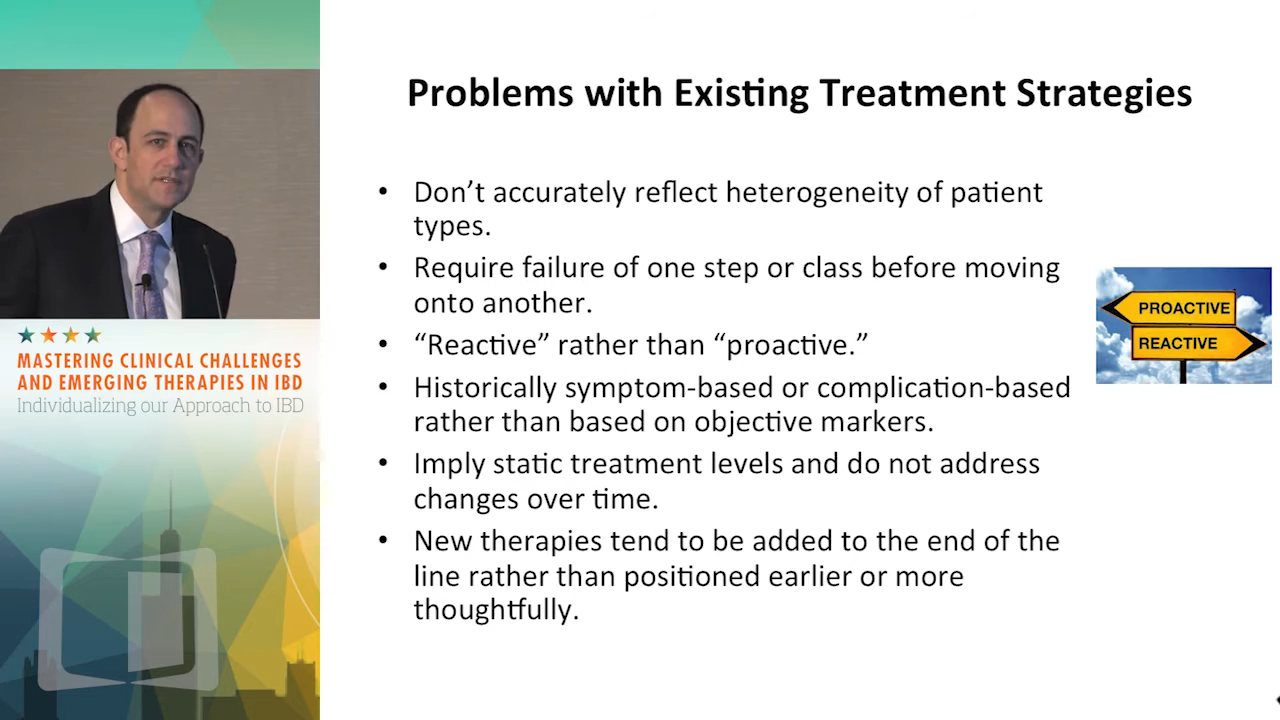 Problems with Existing Treatment Strategies
• Don’t accurately reflect heterogeneity of patient
types.
• Require failure of one step or class before moving
onto another.
• “Reactive” rather than “proactive.”
• Historically symptom-based or complication-based
rather than based on objective markers.
• Imply static treatment levels and do not address
changes over time.
• New therapies tend to be added to the end of the
line rather than positioned earlier or more
thoughtfully.
PROACTIVE
REACTIVE
MASTERING CLINICAL CHALLENGES
AND EMERGING THERAPIES IN IBD
Individualizing our Approach to IBD